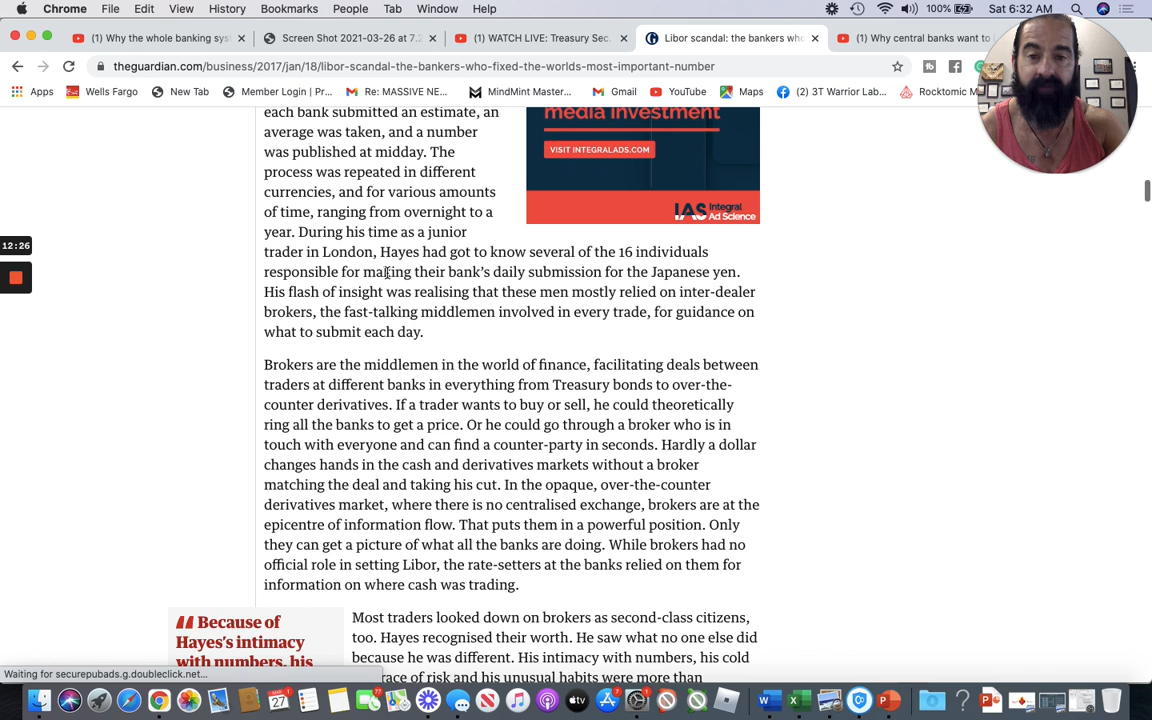 Chrome File Edit View History Bookmarks People Tab Window Help 100% Sat 6:32 AM
(1) Why the whole banking sys
Screen Shot 2021-03-26 at 7.2
(1) WATCH LIVE: Treasury Sec.
Libor scandal: the bankers who
(1) Why central banks want to
theguardian.com/business/2017/jan/18/libor-scandal-the-bankers-who-fixed-the-worlds-most-important-number
Apps Wells Fargo New Tab Member Login | Pr... Re: MASSIVE NE... MindMint Master... Gmail YouTube Maps (2) 3T Warrior Lab... Rocktomic M
each bank submitted an estimate, an
average was taken, and a number
was published at midday. The
process was repeated in different
currencies, and for various amounts
of time, ranging from overnight to a
year. During his time as a junior
trader in London, Hayes had got to know several of the 16 individuals
responsible for making their bank's daily submission for the Japanese yen.
His flash of insight was realising that these men mostly relied on inter-dealer
brokers, the fast-talking middlemen involved in every trade, for guidance on
what to submit each day.
media investment
VISIT INTEGRALADS.COM
IAS Integral
Ad Science
12:26
Brokers are the middlemen in the world of finance, facilitating deals between
traders at different banks in everything from Treasury bonds to over-the-
counter derivatives. If a trader wants to buy or sell, he could theoretically
ring all the banks to get a price. Or he could go through a broker who is in
touch with everyone and can find a counter-party in seconds. Hardly a dollar
changes hands in the cash and derivatives markets without a broker
matching the deal and taking his cut. In the opaque, over-the-counter
derivatives market, where there is no centralised exchange, brokers are at the
epicentre of information flow. That puts them in a powerful position. Only
they can get a picture of what all the banks are doing. While brokers had no
official role in setting Libor, the rate-setters at the banks relied on them for
information on where cash was trading.
Because of
Hayes's intimacy
with numbers, his
Most traders looked down on brokers as second-class citizens,
too. Hayes recognised their worth. He saw what no one else did
because he was different. His intimacy with numbers, his cold
race of risk and his unusual habits were more than
Waiting for securepubads.g.doubleclick.net...